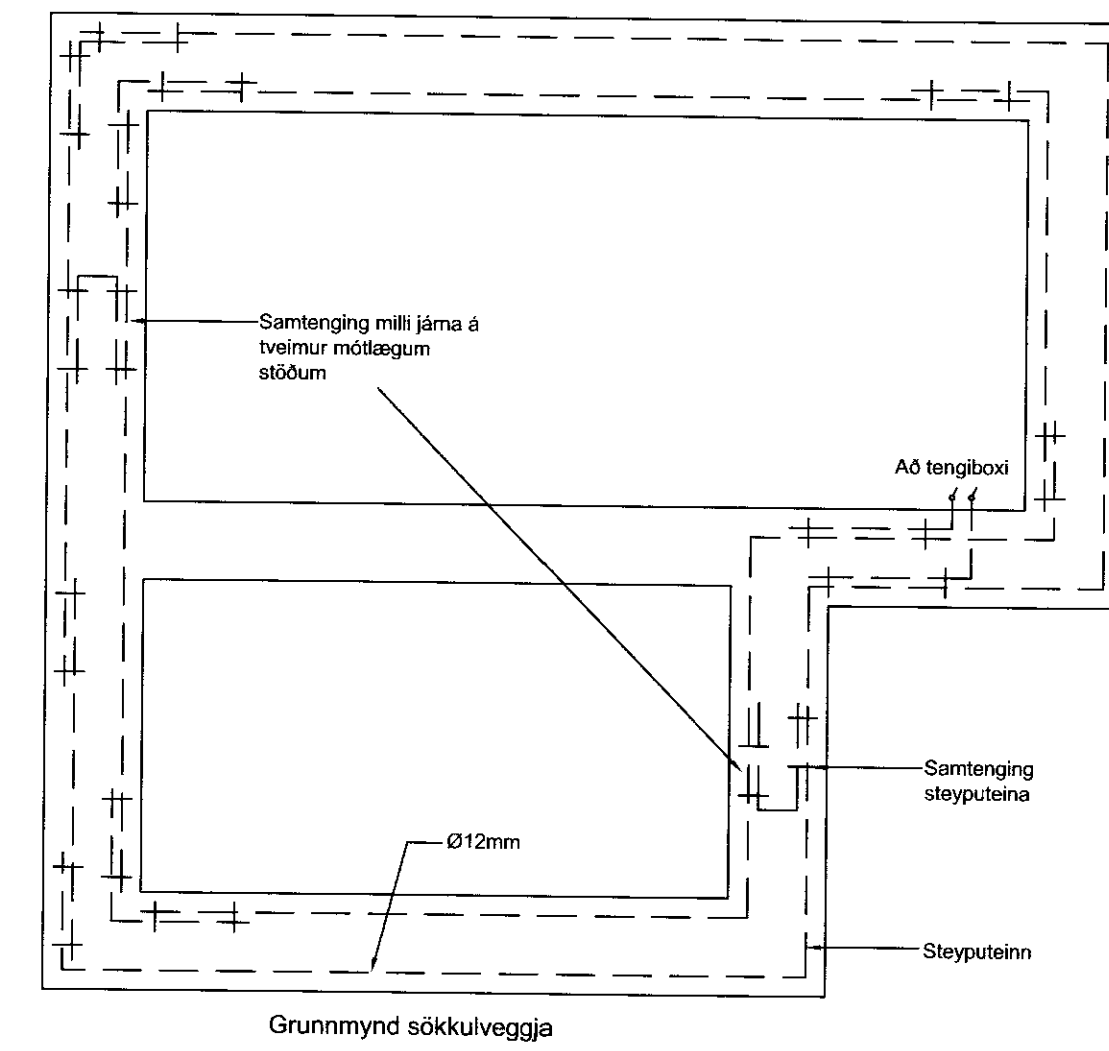 Samtenging milli járna á
tveimur mótlægum
stöðum
Að tengiboxi
Samtenging
steyputeina
Ø12mm
Steyputeinn
Grunnmynd sökkulveggja